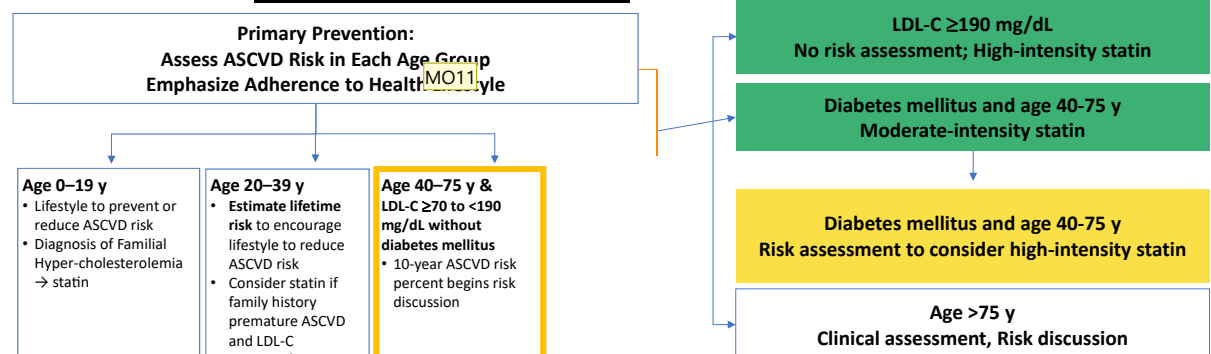 Primary Prevention:
Assess ASCVD Risk in Each Age Group
Emphasize Adherence to Health yle
MO11
Age 0–19 y
• Lifestyle to prevent or
reduce ASCVD risk
• Diagnosis of Familial
Hyper-cholesterolemia
→ statin
Age 20–39 y
• Estimate lifetime
risk to encourage
lifestyle to reduce
ASCVD risk
• Consider statin if
family history
premature ASCVD
and LDL-C
Age 40–75 y &
LDL-C ≥70 to <190
mg/dL without
diabetes mellitus
• 10-year ASCVD risk
percent begins risk
discussion
LDL-C ≥190 mg/dL
No risk assessment; High-intensity statin
Diabetes mellitus and age 40-75 y
Moderate-intensity statin
Diabetes mellitus and age 40-75 y
Risk assessment to consider high-intensity statin
Age >75 y
Clinical assessment, Risk discussion